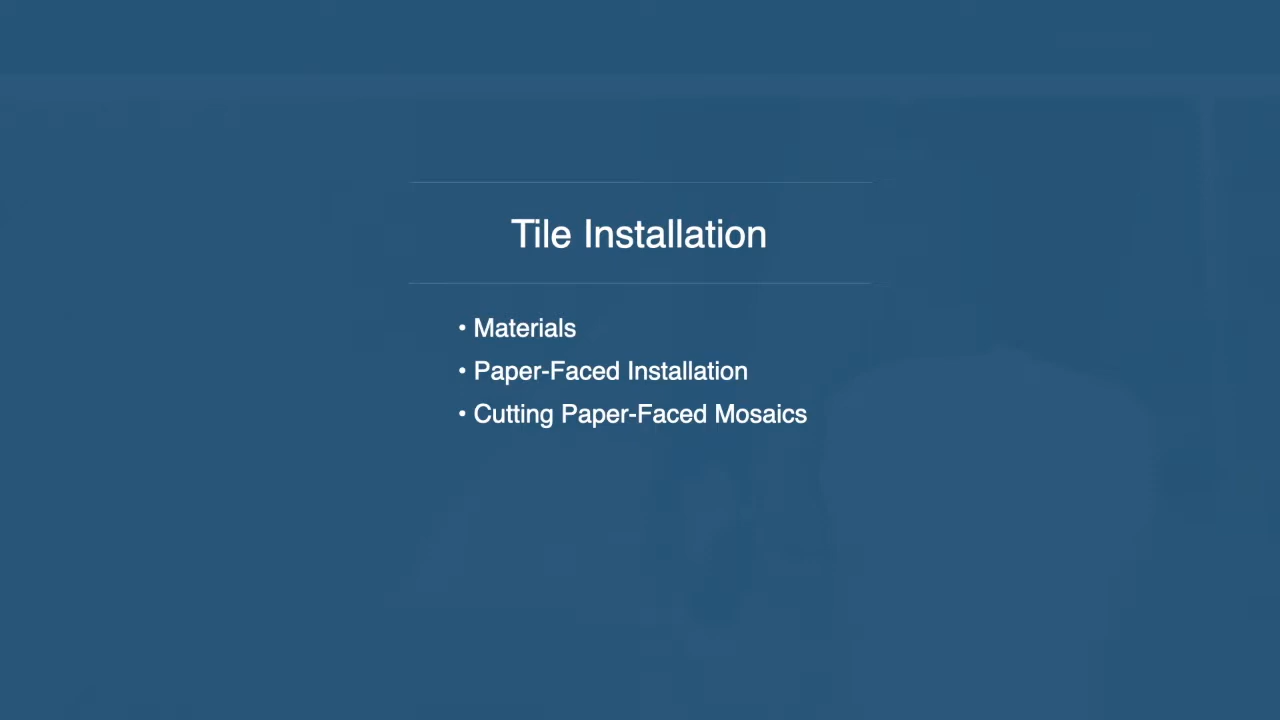 Tile Installation
• Materials
• Paper-Faced Installation
• Cutting Paper-Faced Mosaics